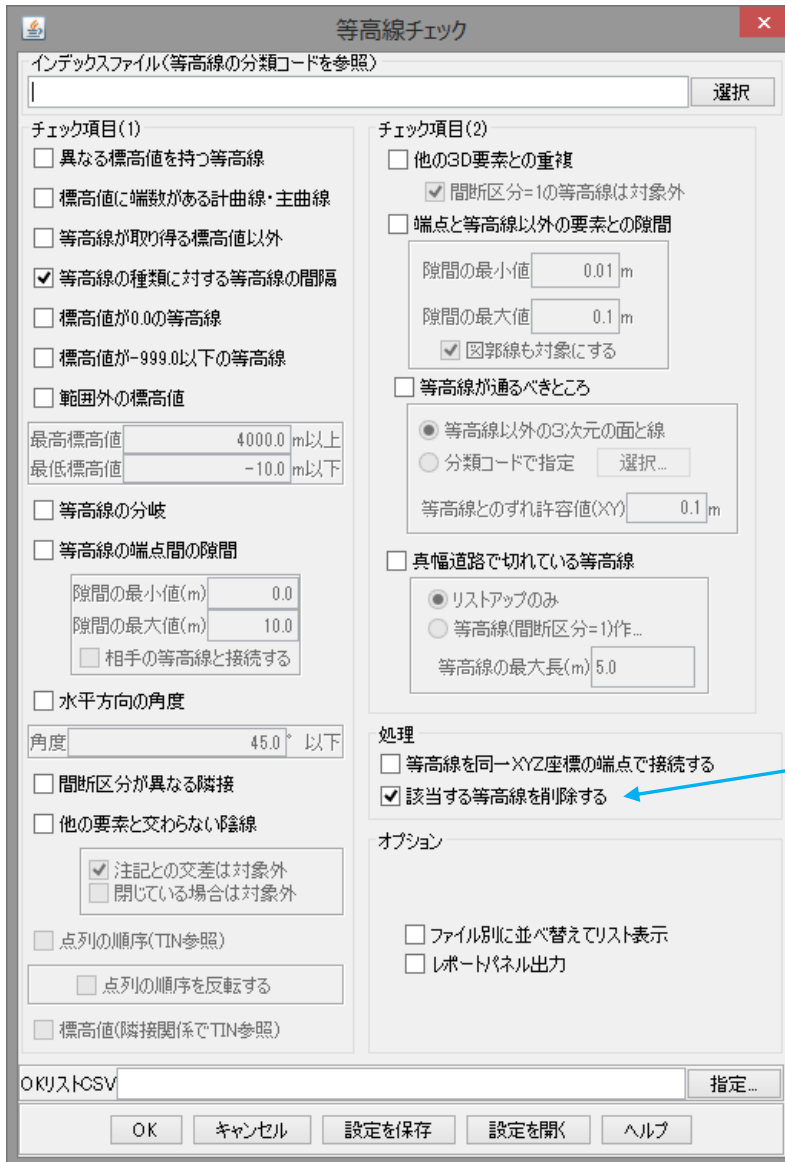 等高線チェック
インデックスファイル(等高線の分類コードを参照)
選択
チェック項目(1)
異なる標高値を持つ等高線
標高値に端数がある計曲線・主曲線
等高線が取り得る標高値以外
等高線の種類に対する等高線の間隔
標高値が0.0の等高線
標高値が-999.0以下の等高線
範囲外の標高値
最高標高値 4000.0 m以上
最低標高値 -10.0 m以下
等高線の分岐
等高線の端点間の隙間
隙間の最小値(m) 0.0
隙間の最大値(m) 10.0
相手の等高線と接続する
水平方向の角度
角度 45.0 ° 以下
間断区分が異なる隣接
他の要素と交わらない陰線
注記との交差は対象外
閉じている場合は対象外
点列の順序(TIN参照)
点列の順序を反転する
標高値(隣接関係でTIN参照)
チェック項目(2)
他の3D要素との重複
間断区分=1の等高線は対象外
端点と等高線以外の要素との隙間
隙間の最小値 0.01 m
隙間の最大値 0.1 m
図郭線も対象にする
等高線が通るべきところ
等高線以外の3次元の面と線
分類コードで指定 選択...
等高線とのずれ許容値(XY) 0.1 m
真幅道路で切れている等高線
リストアップのみ
等高線(間断区分=1)作...
等高線の最大長(m) 5.0
処理
等高線を同一XYZ座標の端点で接続する
該当する等高線を削除する
オプション
ファイル別に並べ替えてリスト表示
レポートパネル出力
OKリストCSV 指定...
OK キャンセル 設定を保存 設定を開く ヘルプ